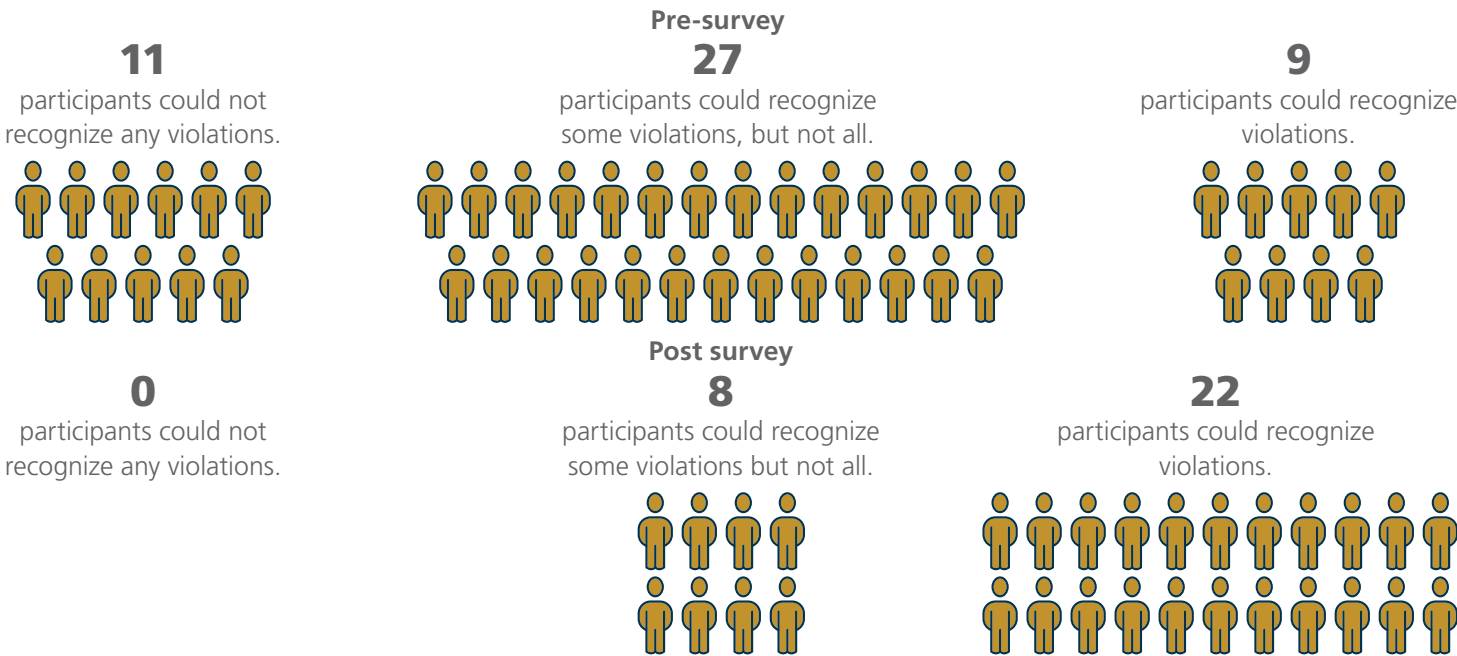 Pre-survey
11
participants could not
recognize any violations.
27
participants could recognize
some violations, but not all.
9
participants could recognize
violations.
Post survey
0
participants could not
recognize any violations.
8
participants could recognize
some violations but not all.
22
participants could recognize
violations.